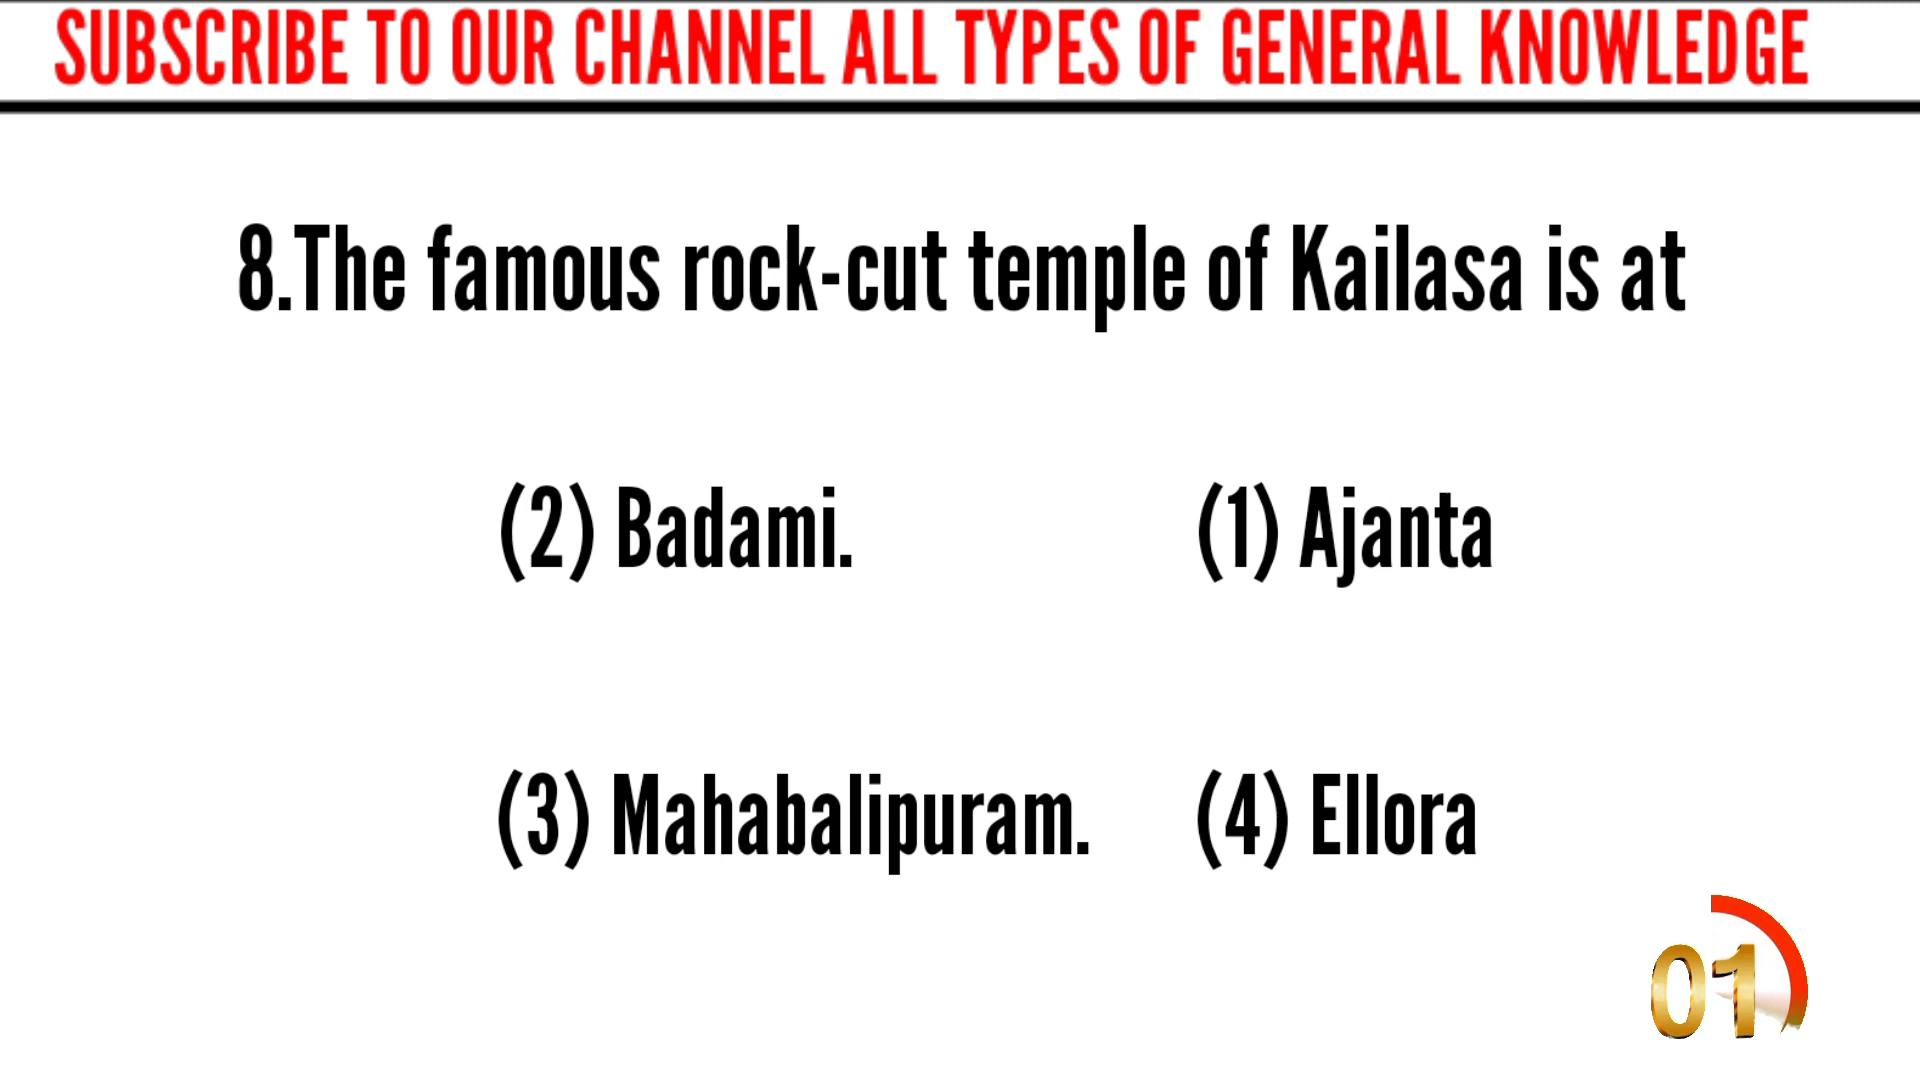 SUBSCRIBE TO OUR CHANNEL ALL TYPES OF GENERAL KNOWLEDGE
8.The famous rock-cut temple of Kailasa is at
(2) Badami. (1) Ajanta
(3) Mahabalipuram. (4) Ellora
01